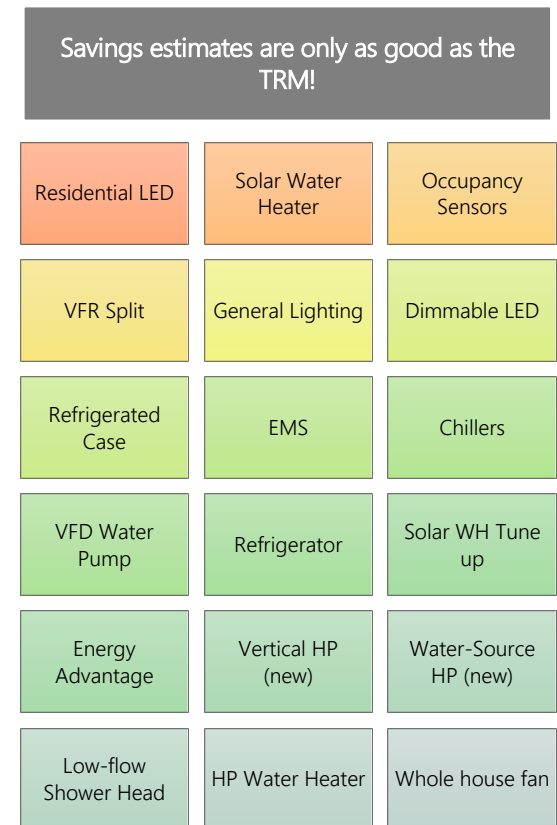 Savings estimates are only as good as the
TRM!
Residential LED
Solar Water
Heater
Occupancy
Sensors
VFR Split
General Lighting
Dimmable LED
Refrigerated
Case
EMS
Chillers
VFD Water
Pump
Refrigerator
Solar WH Tune
up
Energy
Advantage
Vertical HP
(new)
Water-Source
HP (new)
Low-flow
Shower Head
HP Water Heater
Whole house fan